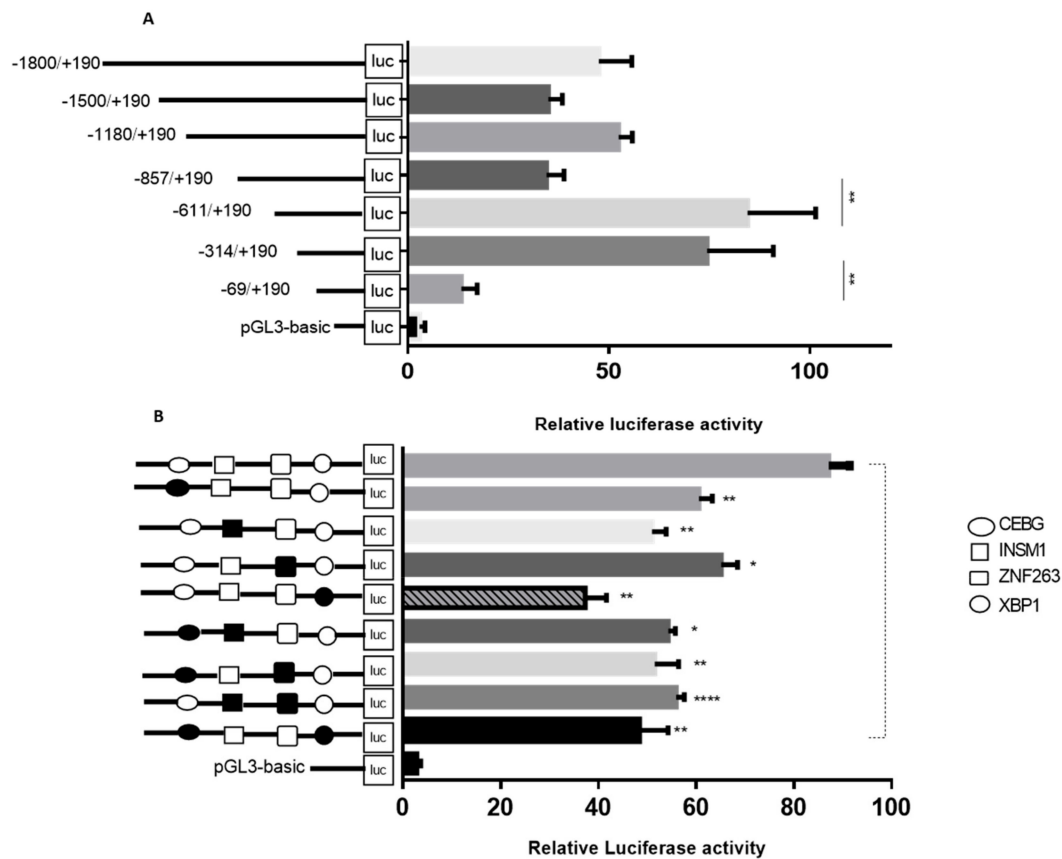 A
-1800/+190 luc
-1500/+190 luc
-1180/+190 luc
-857/+190 luc
**
-611/+190 luc
-314/+190 luc
**
-69/+190 luc
pGL3-basic luc
0 50 100
Relative luciferase activity
B
luc
luc **
luc **
luc *
luc **
luc *
luc **
luc ****
luc **
pGL3-basic luc
0 20 40 60 80 100
Relative Luciferase activity
CEBG
INSM1
ZNF263
XBP1